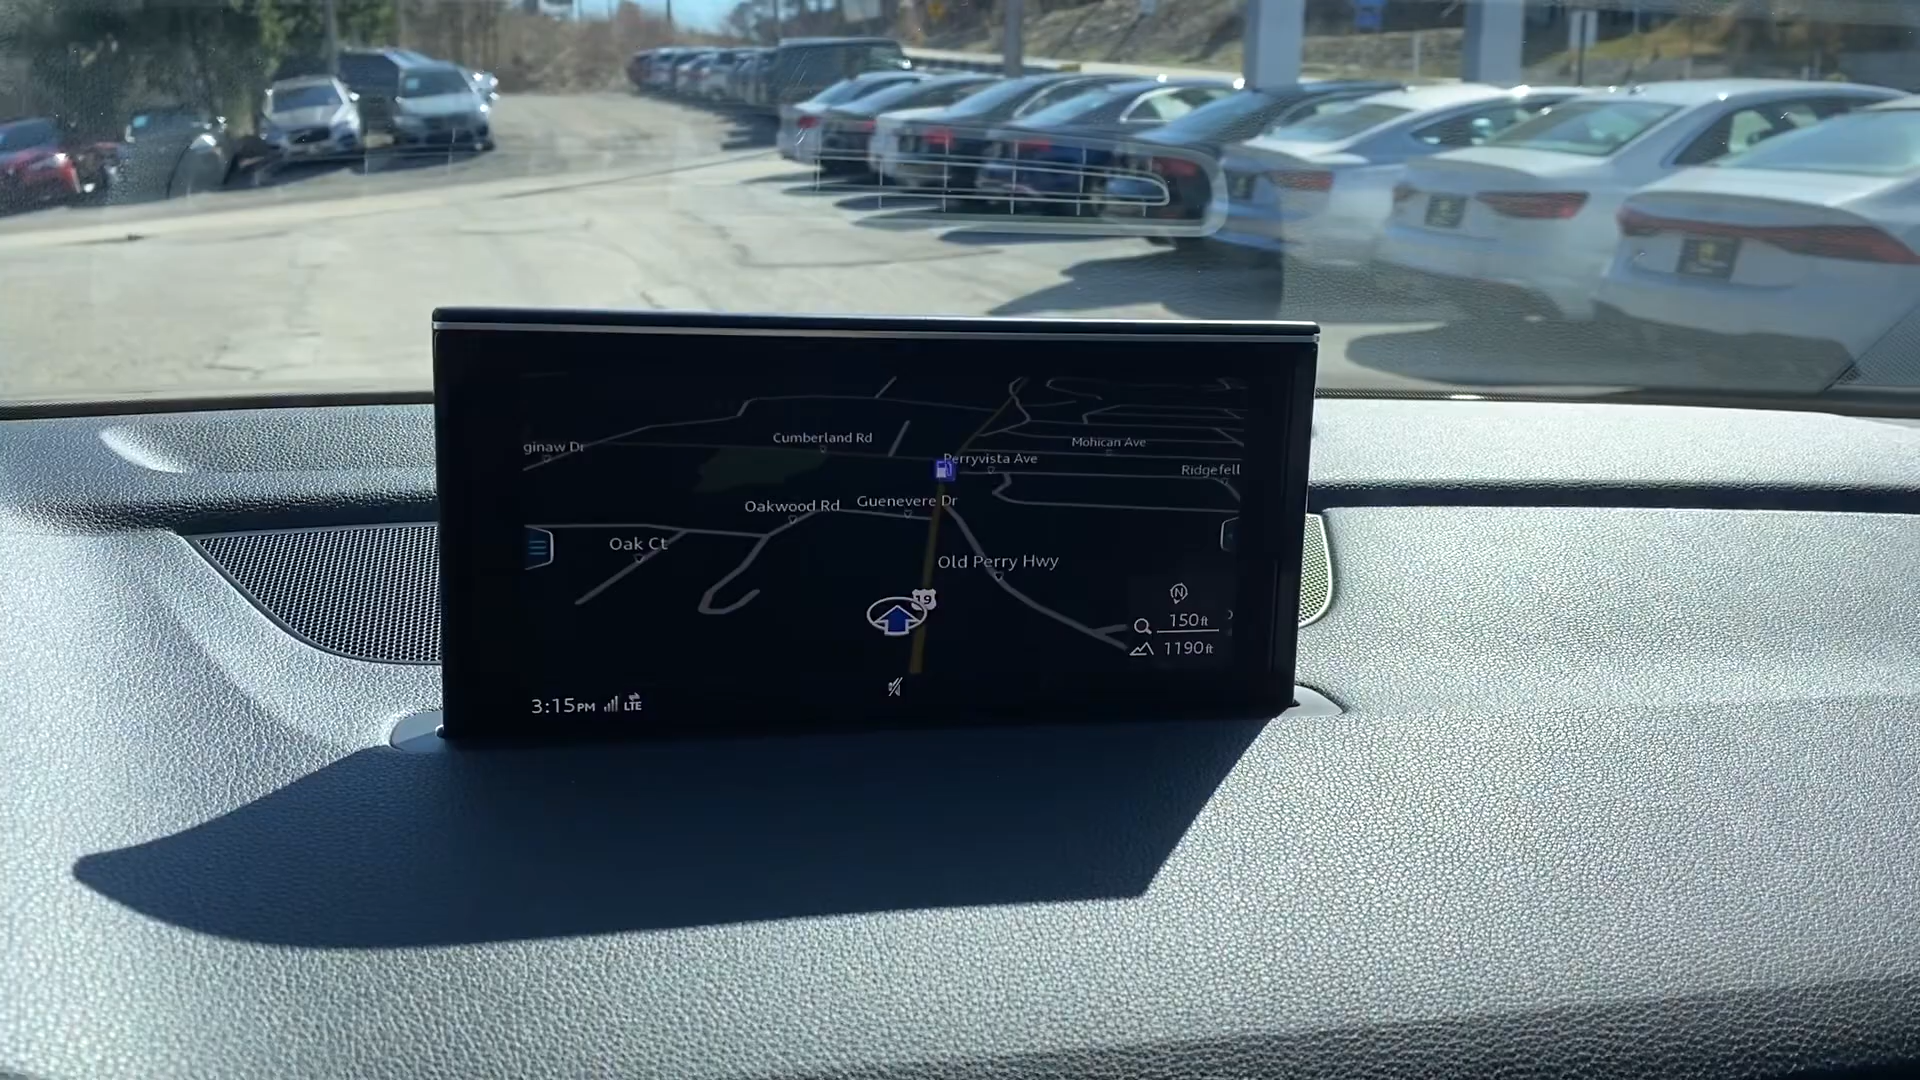 Cumberland Rd
Mohican Ave
ginaw Dr
Perryvista Ave
Ridgefell
Oakwood Rd
Guenevere Dr
Oak Ct
Old Perry Hwy
19
N
150ft
1190ft
3:15PM LTE